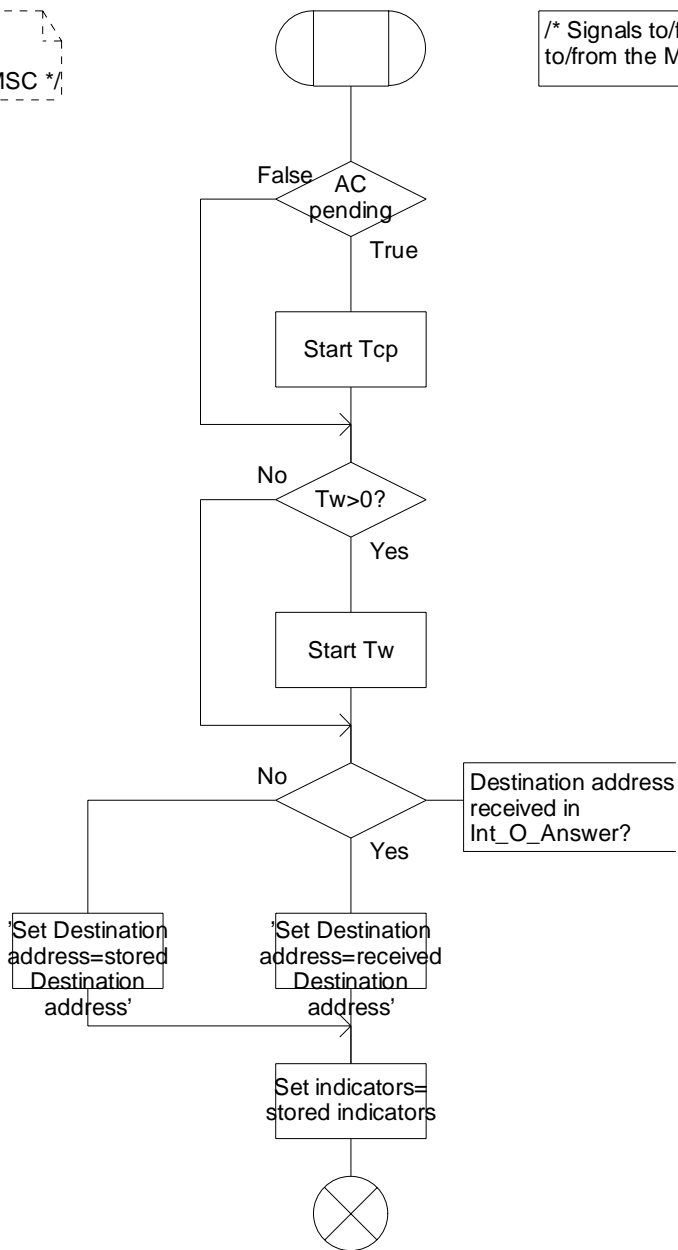 MSC */
/* Signals to/
to/from the M
False
AC
pending
True
Start Tcp
No
Tw>0?
Yes
Start Tw
No
Destination address
received in
Int_O_Answer?
Yes
'Set Destination
address=stored
Destination
address'
'Set Destination
address=received
Destination
address'
Set indicators=
stored indicators